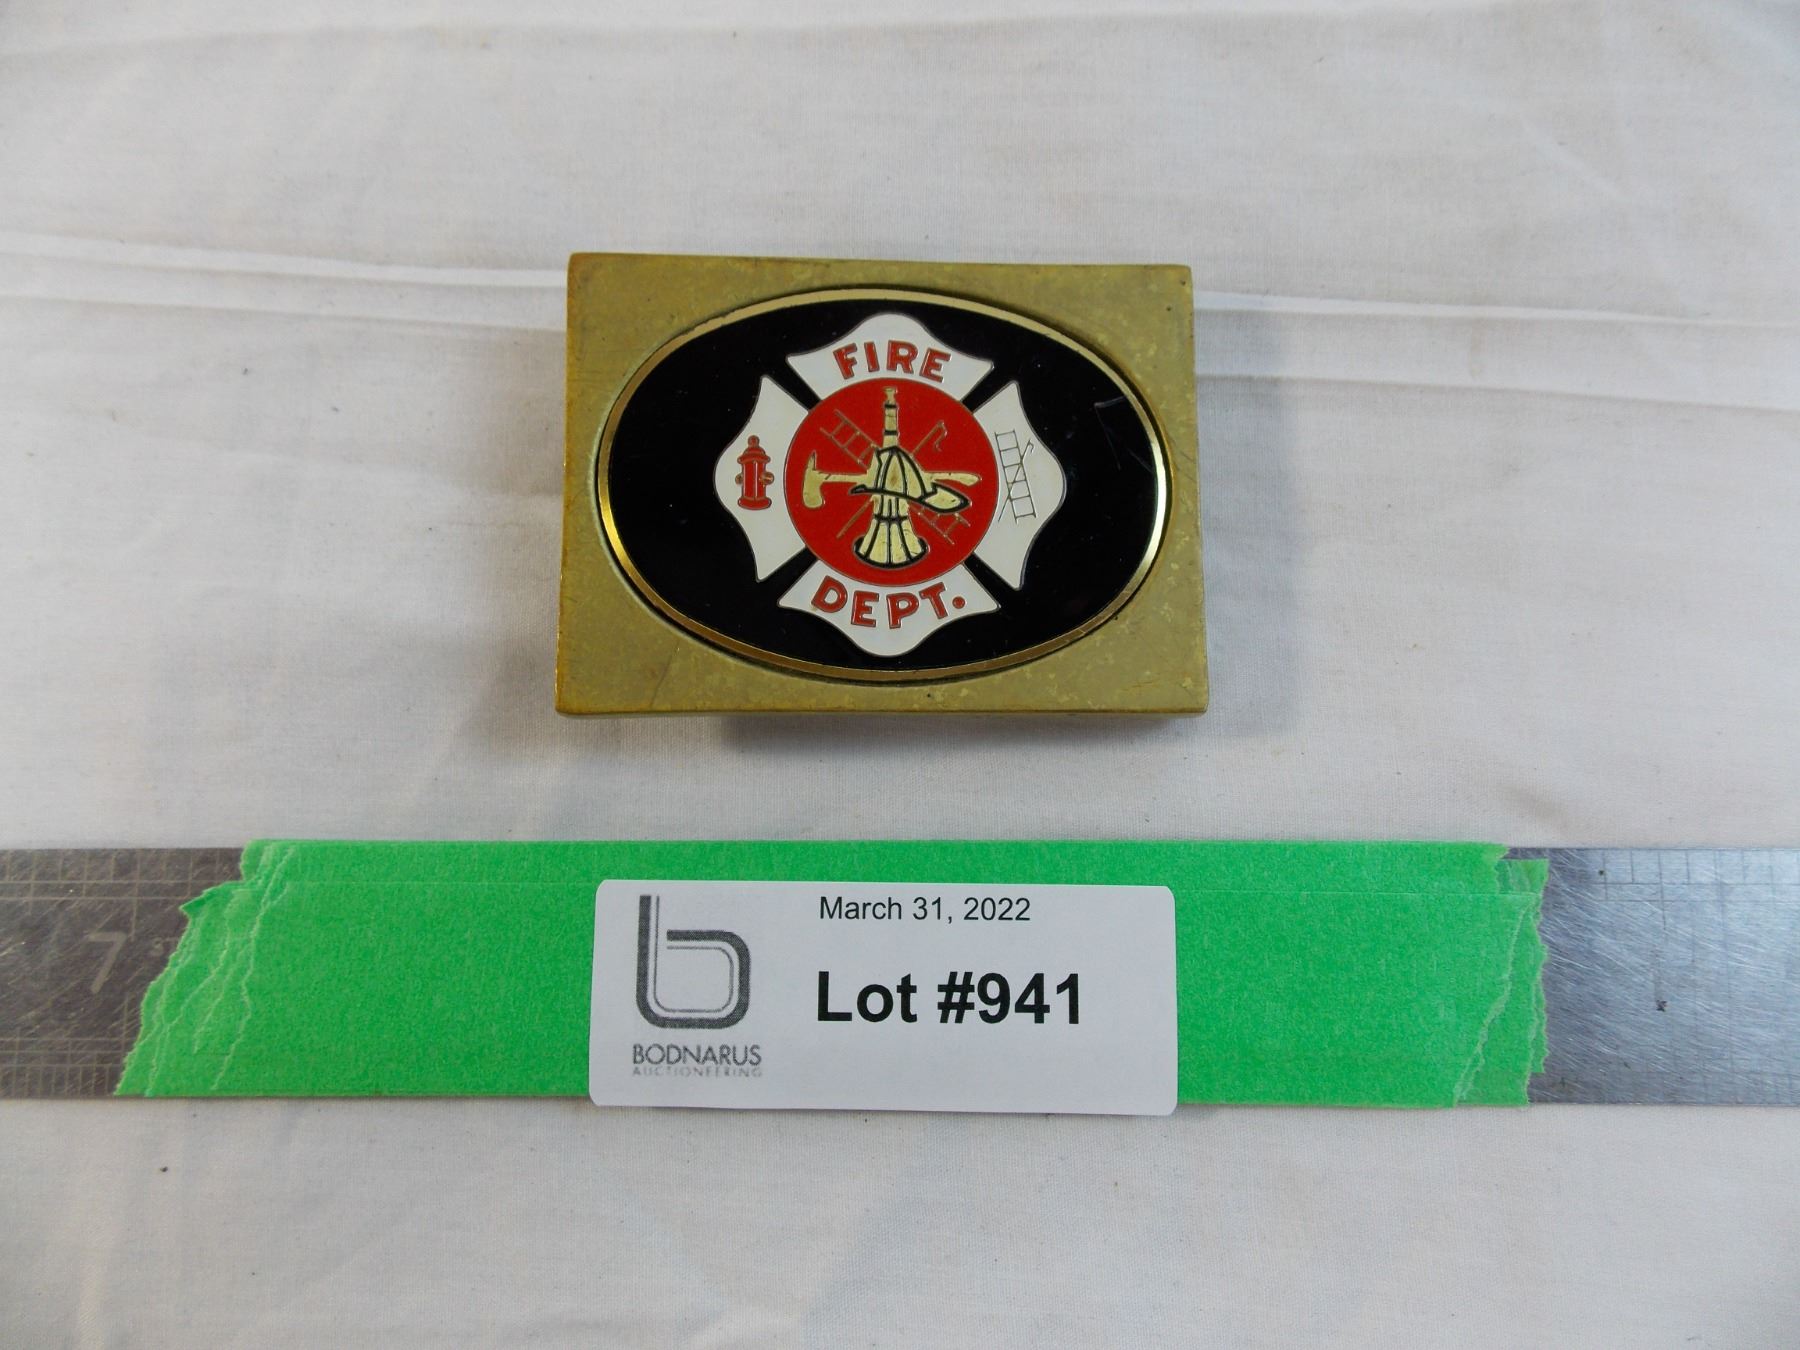 FIRE
DEPT.
March 31, 2022
Lot #941
BODNARUS
AUCTIONEERING
7